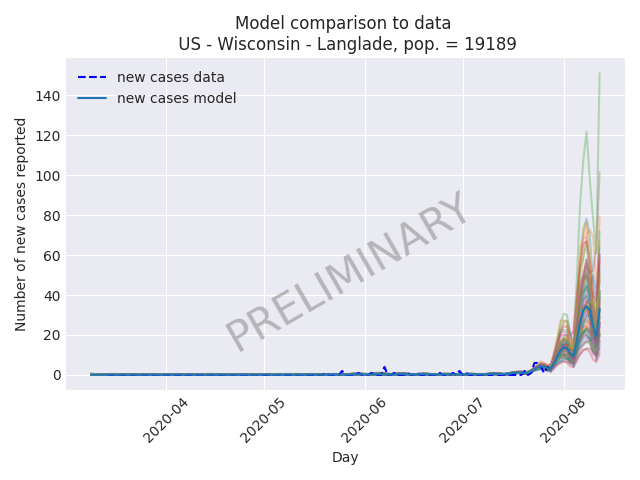 Model comparison to data
US - Wisconsin - Langlade, pop. = 19189
new cases data
new cases model
Number of new cases reported
140
120
100
80
60
40
20
0
PRELIMINARY
2020-04
2020-05
2020-06
2020-07
2020-08
Day